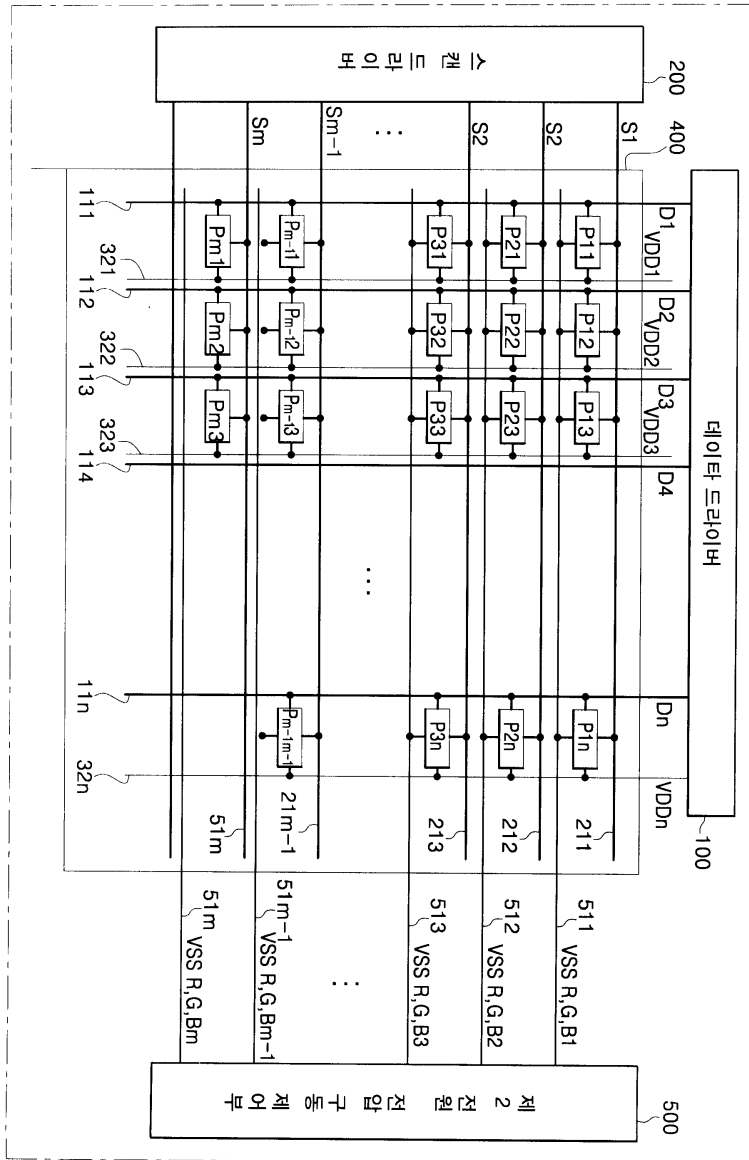 데이터 드라이버
100
200
400
500
D1 VDD1 D2 VDD2 D3 VDD3 D4 Dn VDDn
스캔 드라이버
제 2 전원 전압 구동 제어부
S1 P11 P12 P13 P1n 211 511 VSS R,G,B1
S2 P21 P22 P23 P2n 212 512 VSS R,G,B2
S2 P31 P32 P33 P3n 213 513 VSS R,G,B3
...
...
...
Sm-1 Pm-11 Pm-12 Pm-13 Pm-1m-1 21m-1 51m-1 VSS R,G,Bm-1
Sm Pm1 Pm2 Pm3 51m 51m VSS R,G,Bm
111 321 112 322 113 323 114 11n 32n